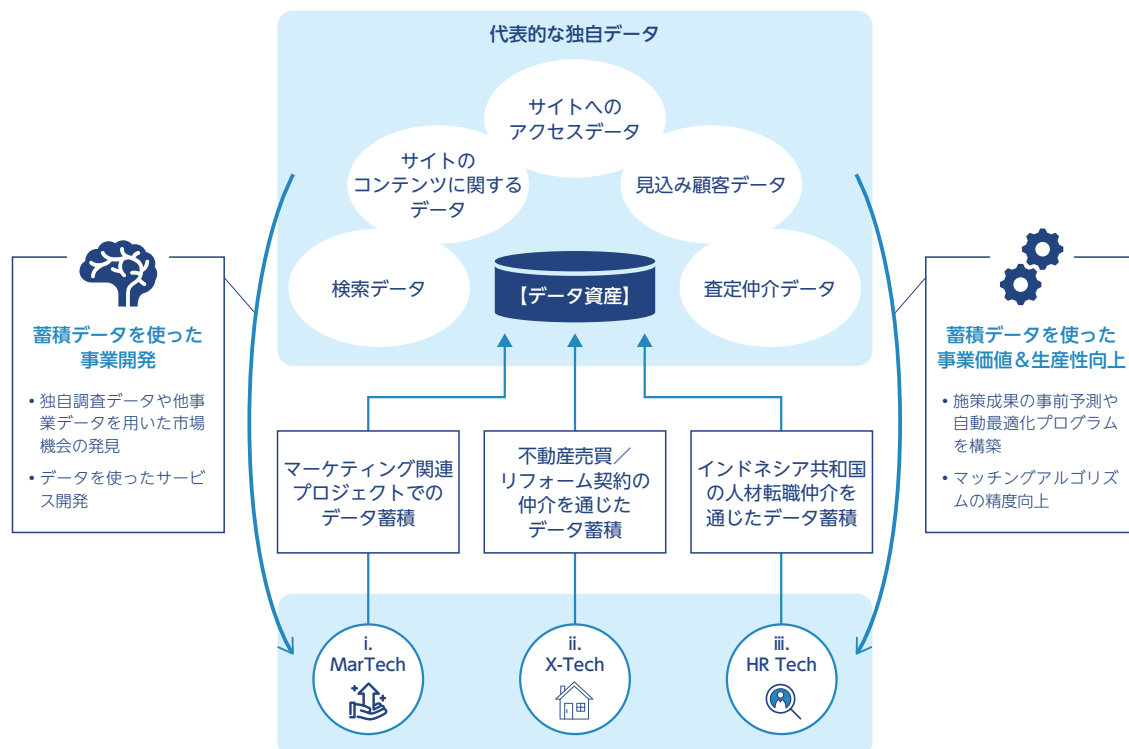 代表的な独自データ
サイトへの
アクセスデータ
サイトの
コンテンツに関する
データ
見込み顧客データ
検索データ
【データ資産】
査定仲介データ
蓄積データを使った
事業開発
• 独自調査データや他事
業データを用いた市場
機会の発見
• データを使ったサービ
ス開発
蓄積データを使った
事業価値＆生産性向上
• 施策成果の事前予測や
自動最適化プログラム
を構築
• マッチングアルゴリズ
ムの精度向上
マーケティング関連
プロジェクトでの
データ蓄積
不動産売買／
リフォーム契約の
仲介を通じた
データ蓄積
インドネシア共和国
の人材転職仲介を
通じたデータ蓄積
i.
MarTech
ii.
X-Tech
iii.
HR Tech